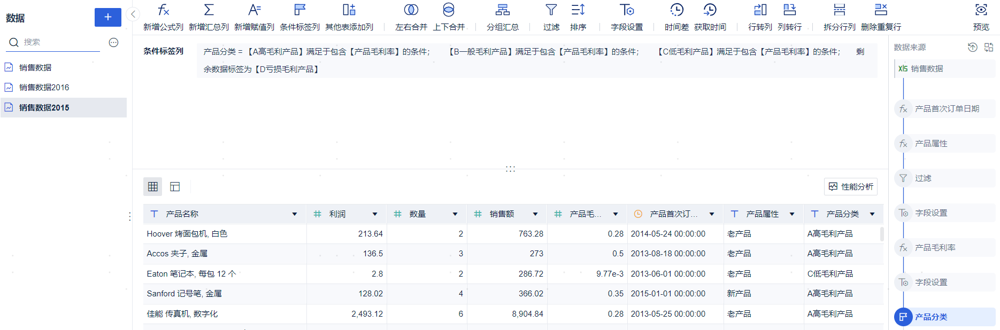 数据
+
搜索
销售数据
销售数据2016
销售数据2015
新增公式列 新增汇总列 新增赋值列 条件标签列 其他表添加列 左右合并 上下合并 分组汇总 过滤 排序 字段设置 时间差 获取时间 行转列 列转行 拆分行列 删除重复行 预览
条件标签列
产品分类 = 【A高毛利产品】满足于包含【产品毛利率】的条件； 【B一般毛利产品】满足于包含【产品毛利率】的条件； 【C低毛利产品】满足于包含【产品毛利率】的条件； 剩
余数据标签为【D亏损毛利产品】
性能分析
产品名称 利润 数量 销售额 产品毛... 产品首次订... 产品属性 产品分类
Hoover 烤面包机, 白色 213.64 2 763.28 0.28 2014-05-24 00:00:00 老产品 A高毛利产品
Accos 夹子, 金属 136.5 3 273 0.5 2013-08-18 00:00:00 老产品 A高毛利产品
Eaton 笔记本, 每包 12 个 2.8 2 286.72 9.77e-3 2013-06-01 00:00:00 老产品 C低毛利产品
Sanford 记号笔, 金属 128.02 4 366.02 0.35 2015-01-01 00:00:00 新产品 A高毛利产品
佳能 传真机, 数字化 2,493.12 6 8,904.84 0.28 2013-05-25 00:00:00 老产品 A高毛利产品
数据来源
xls 销售数据
产品首次订单日期
产品属性
过滤
字段设置
产品毛利率
字段设置
产品分类